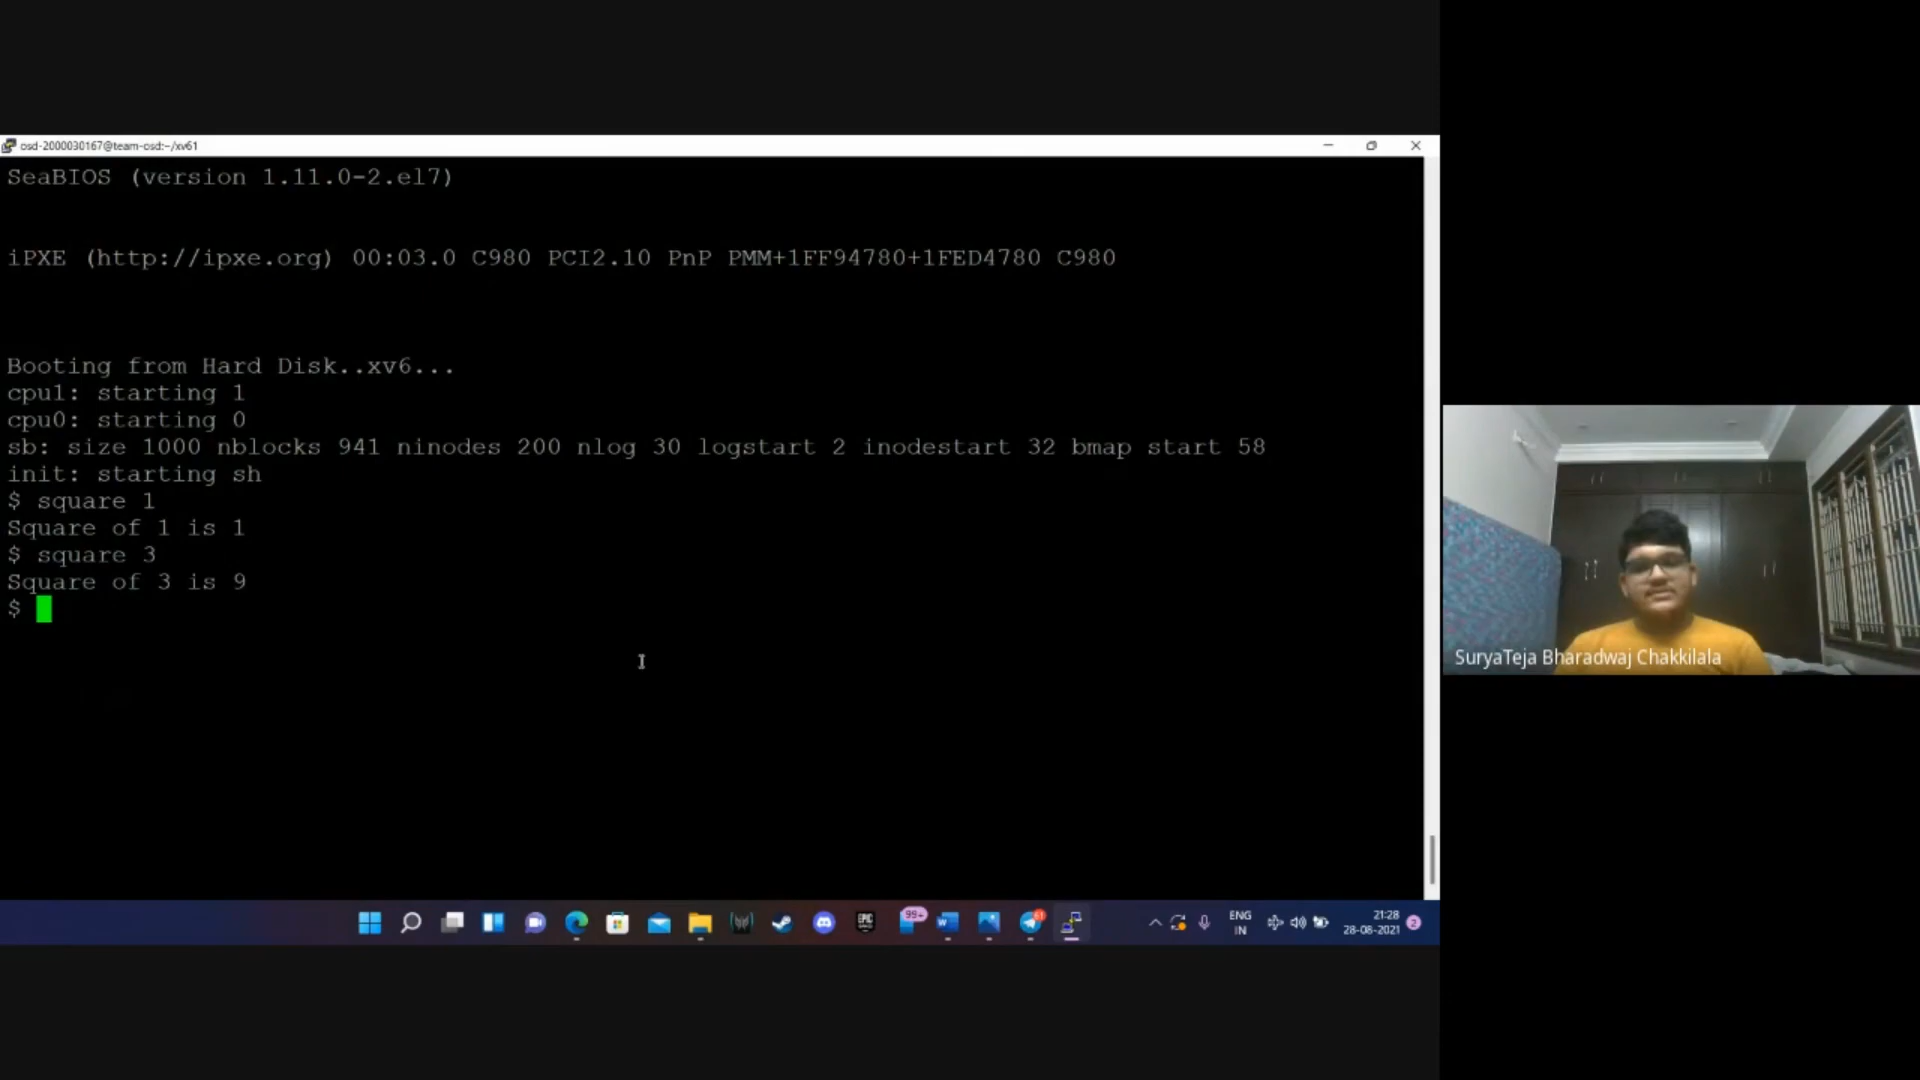 osd-2000030167@team-osd:~/xv61
SeaBIOS (version 1.11.0-2.el7)
iPXE (http://ipxe.org) 00:03.0 C980 PCI2.10 PnP PMM+1FF94780+1FED4780 C980
Booting from Hard Disk..xv6...
cpu1: starting 1
cpu0: starting 0
sb: size 1000 nblocks 941 ninodes 200 nlog 30 logstart 2 inodestart 32 bmap start 58
init: starting sh
$ square 1
Square of 1 is 1
$ square 3
Square of 3 is 9
$
SuryaTeja Bharadwaj Chakkilala
EPIC
99+
W
61
ENG
IN
21:28
28-08-2021
2